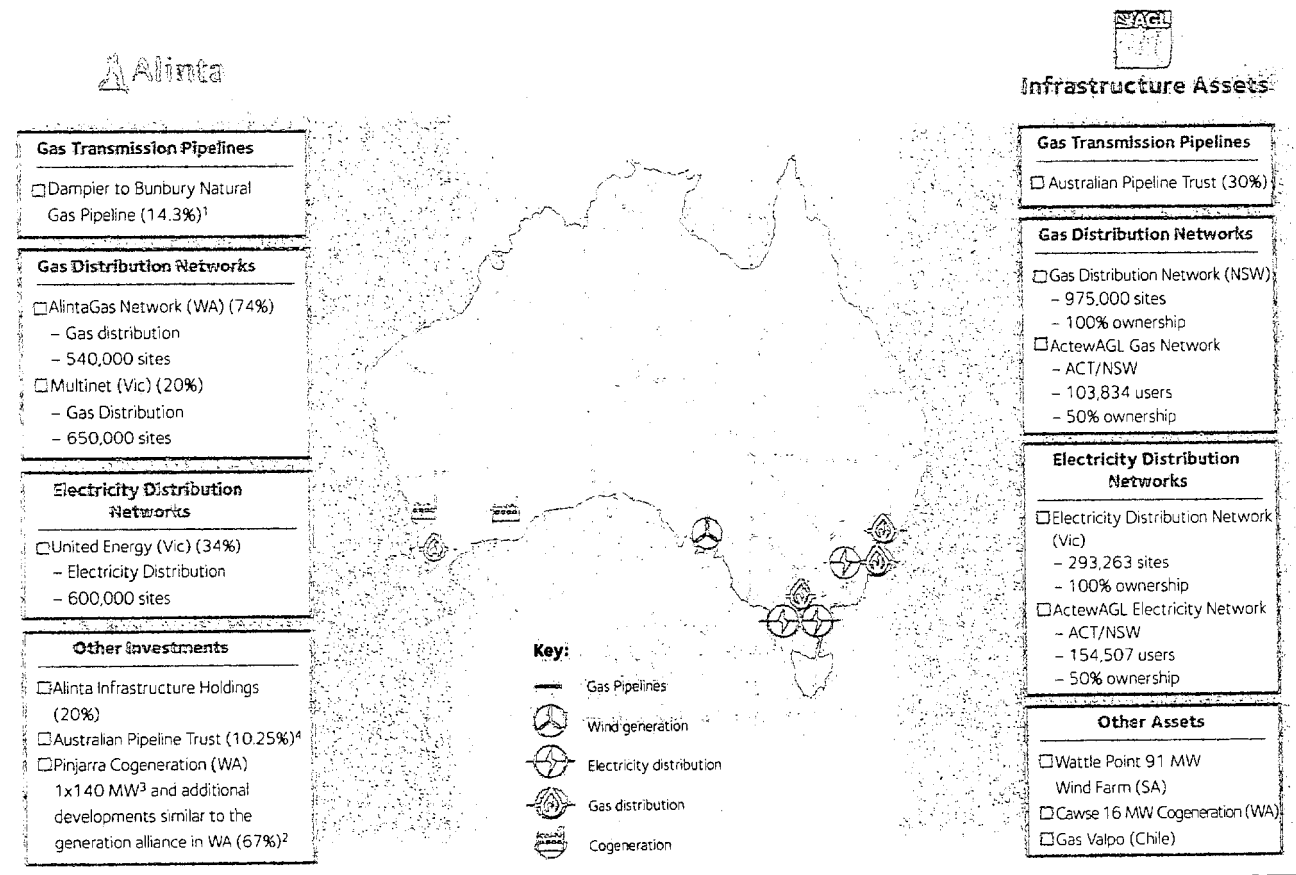 Alinta
Gas Transmission Pipelines
Dampier to Bunbury Natural
Gas Pipeline (14.3%)¹
Gas Distribution Networks
AlintaGas Network (WA) (74%)
– Gas distribution
– 540,000 sites
Multinet (Vic) (20%)
– Gas Distribution
– 650,000 sites
Electricity Distribution
Networks
United Energy (Vic) (34%)
– Electricity Distribution
– 600,000 sites
Other Investments
Alinta Infrastructure Holdings
(20%)
Australian Pipeline Trust (10.25%)⁴
Pinjarra Cogeneration (WA)
1x140 MW³ and additional
developments similar to the
generation alliance in WA (67%)²
Key:
Gas Pipelines
Wind generation
Electricity distribution
Gas distribution
Cogeneration
AGL
Infrastructure Assets
Gas Transmission Pipelines
Australian Pipeline Trust (30%)
Gas Distribution Networks
Gas Distribution Network (NSW)
– 975,000 sites
– 100% ownership
ActewAGL Gas Network
– ACT/NSW
– 103,834 users
– 50% ownership
Electricity Distribution
Networks
Electricity Distribution Network
(Vic)
– 293,263 sites
– 100% ownership
ActewAGL Electricity Network
– ACT/NSW
– 154,507 users
– 50% ownership
Other Assets
Wattle Point 91 MW
Wind Farm (SA)
Cawse 16 MW Cogeneration (WA)
Gas Valpo (Chile)